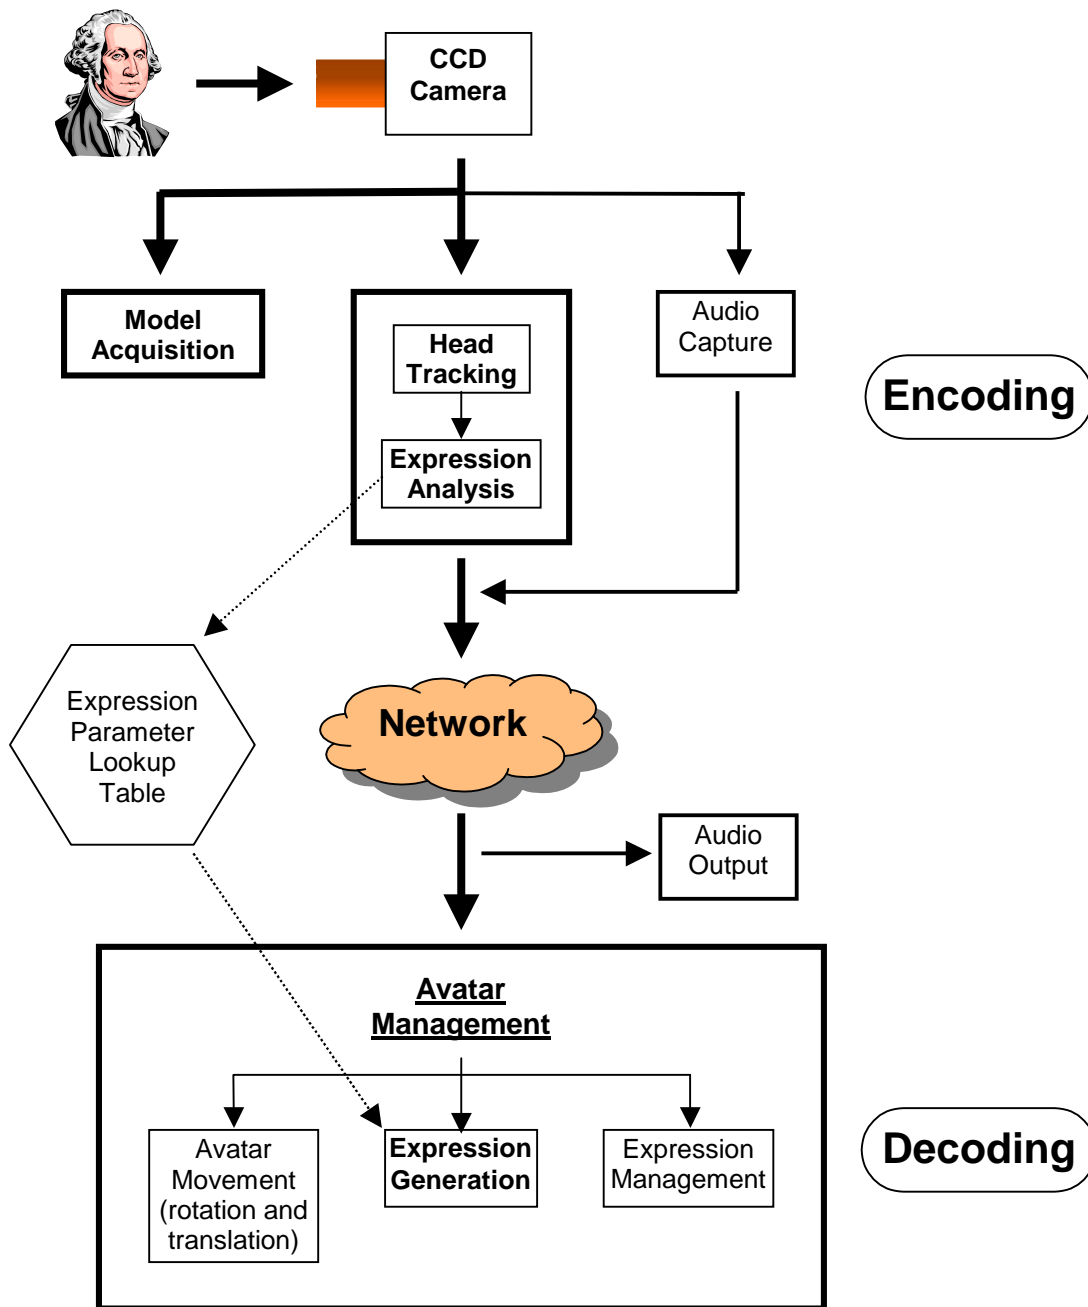 CCD
Camera
Model
Acquisition
Head
Tracking
Expression
Analysis
Audio
Capture
Encoding
Expression
Parameter
Lookup
Table
Network
Audio
Output
Avatar
Management
Avatar
Movement
(rotation and
translation)
Expression
Generation
Expression
Management
Decoding